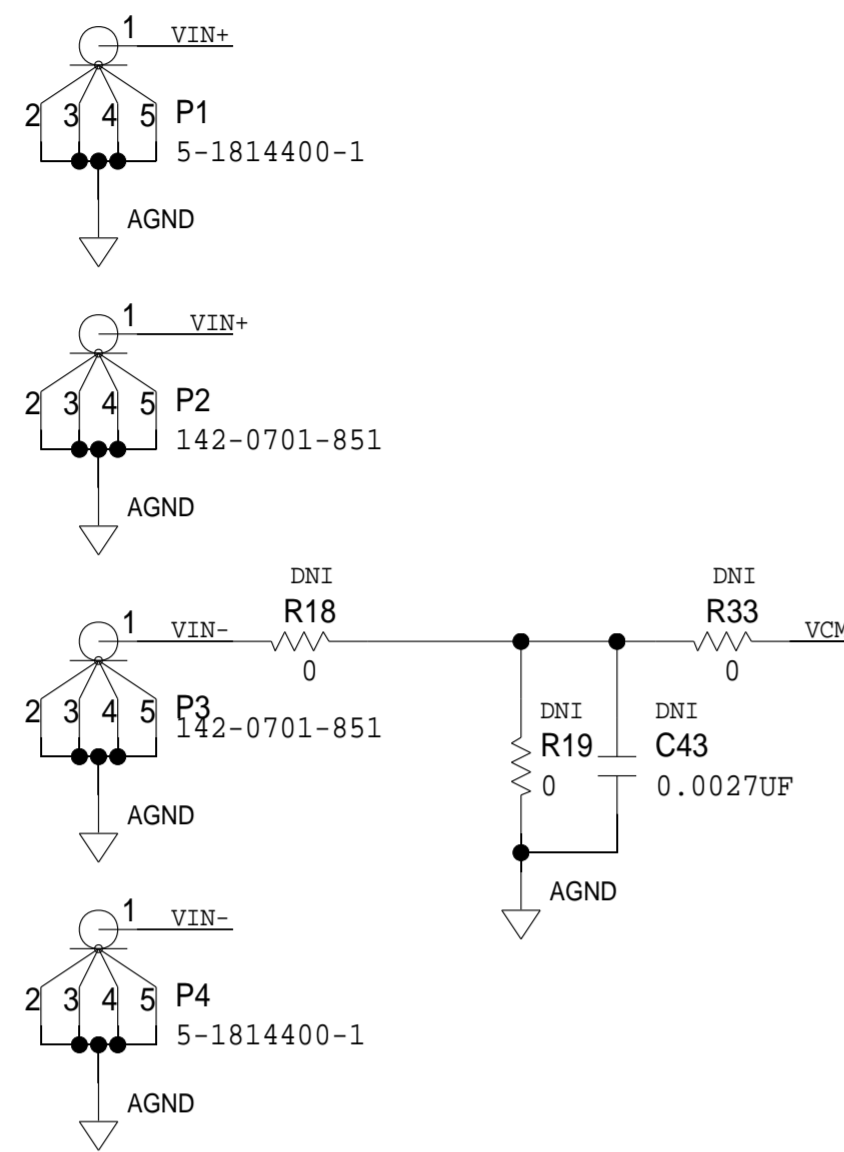 1 VIN+
2 3 4 5 P1
5-1814400-1
AGND
1 VIN+
2 3 4 5 P2
142-0701-851
AGND
DNI DNI
R18 R33
1 VIN- VCM
0 0
2 3 4 5 P3
142-0701-851
DNI DNI
R19 C43
0 0.0027UF
AGND
AGND
1 VIN-
2 3 4 5 P4
5-1814400-1
AGND